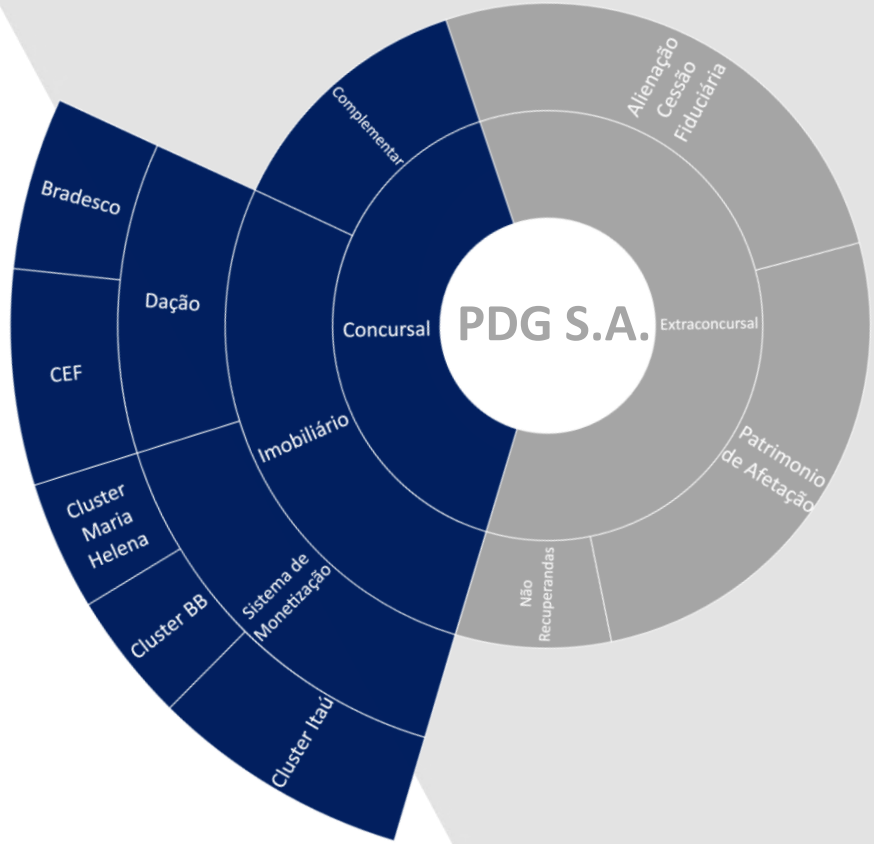 PDG S.A.
Concursal
Complementar
Imobiliário
Dação
Bradesco
CEF
Sistema de
Monetização
Cluster
Maria
Helena
Cluster BB
Cluster Itaú
Extraconcursal
Alienação
Cessão
Fiduciária
Patrimonio
de Afetação
Não
Recuperandas